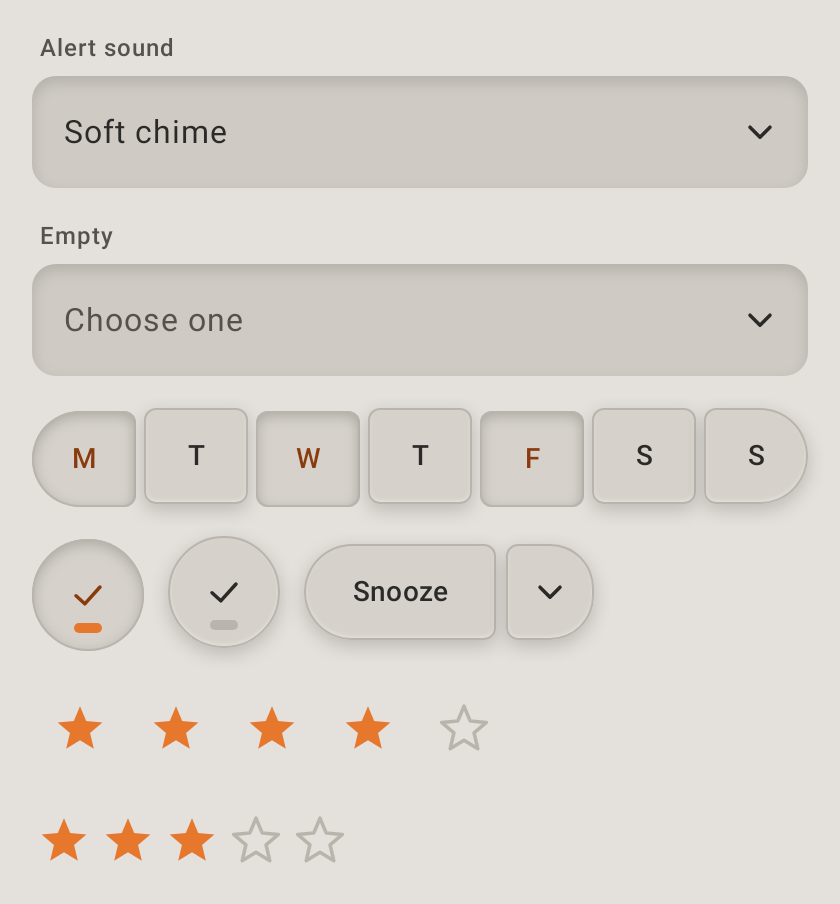 Alert sound
Soft chime
Empty
Choose one
M T W T F S S
Snooze